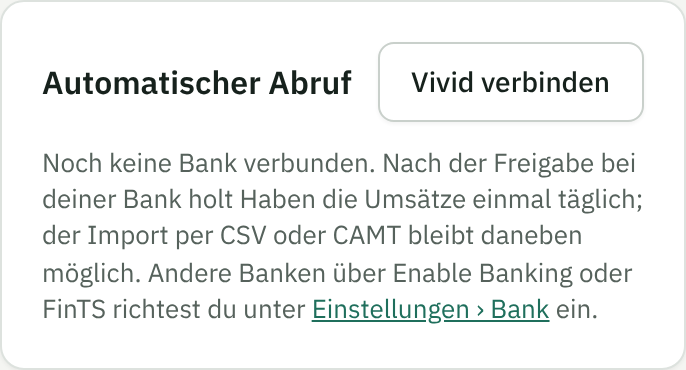 Automatischer Abruf
Vivid verbinden
Noch keine Bank verbunden. Nach der Freigabe bei
deiner Bank holt Haben die Umsätze einmal täglich;
der Import per CSV oder CAMT bleibt daneben
möglich. Andere Banken über Enable Banking oder
FinTS richtest du unter Einstellungen › Bank ein.